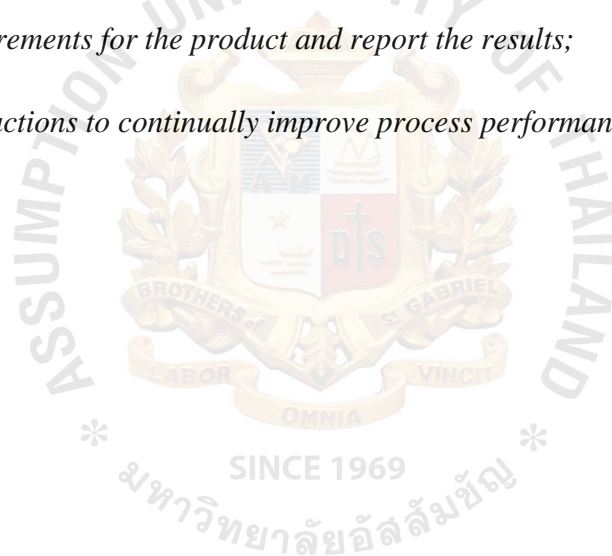 rements for the product and report the results;
actions to continually improve process performan
ASSUMPTION UNIVERSITY OF THAILAND
A M
D S
BROTHERS of
ST GABRIEL
LABOR
VINCIT
OMNIA
* SINCE 1969 *
มหาวิทยาลัยอัสสัมชัญ